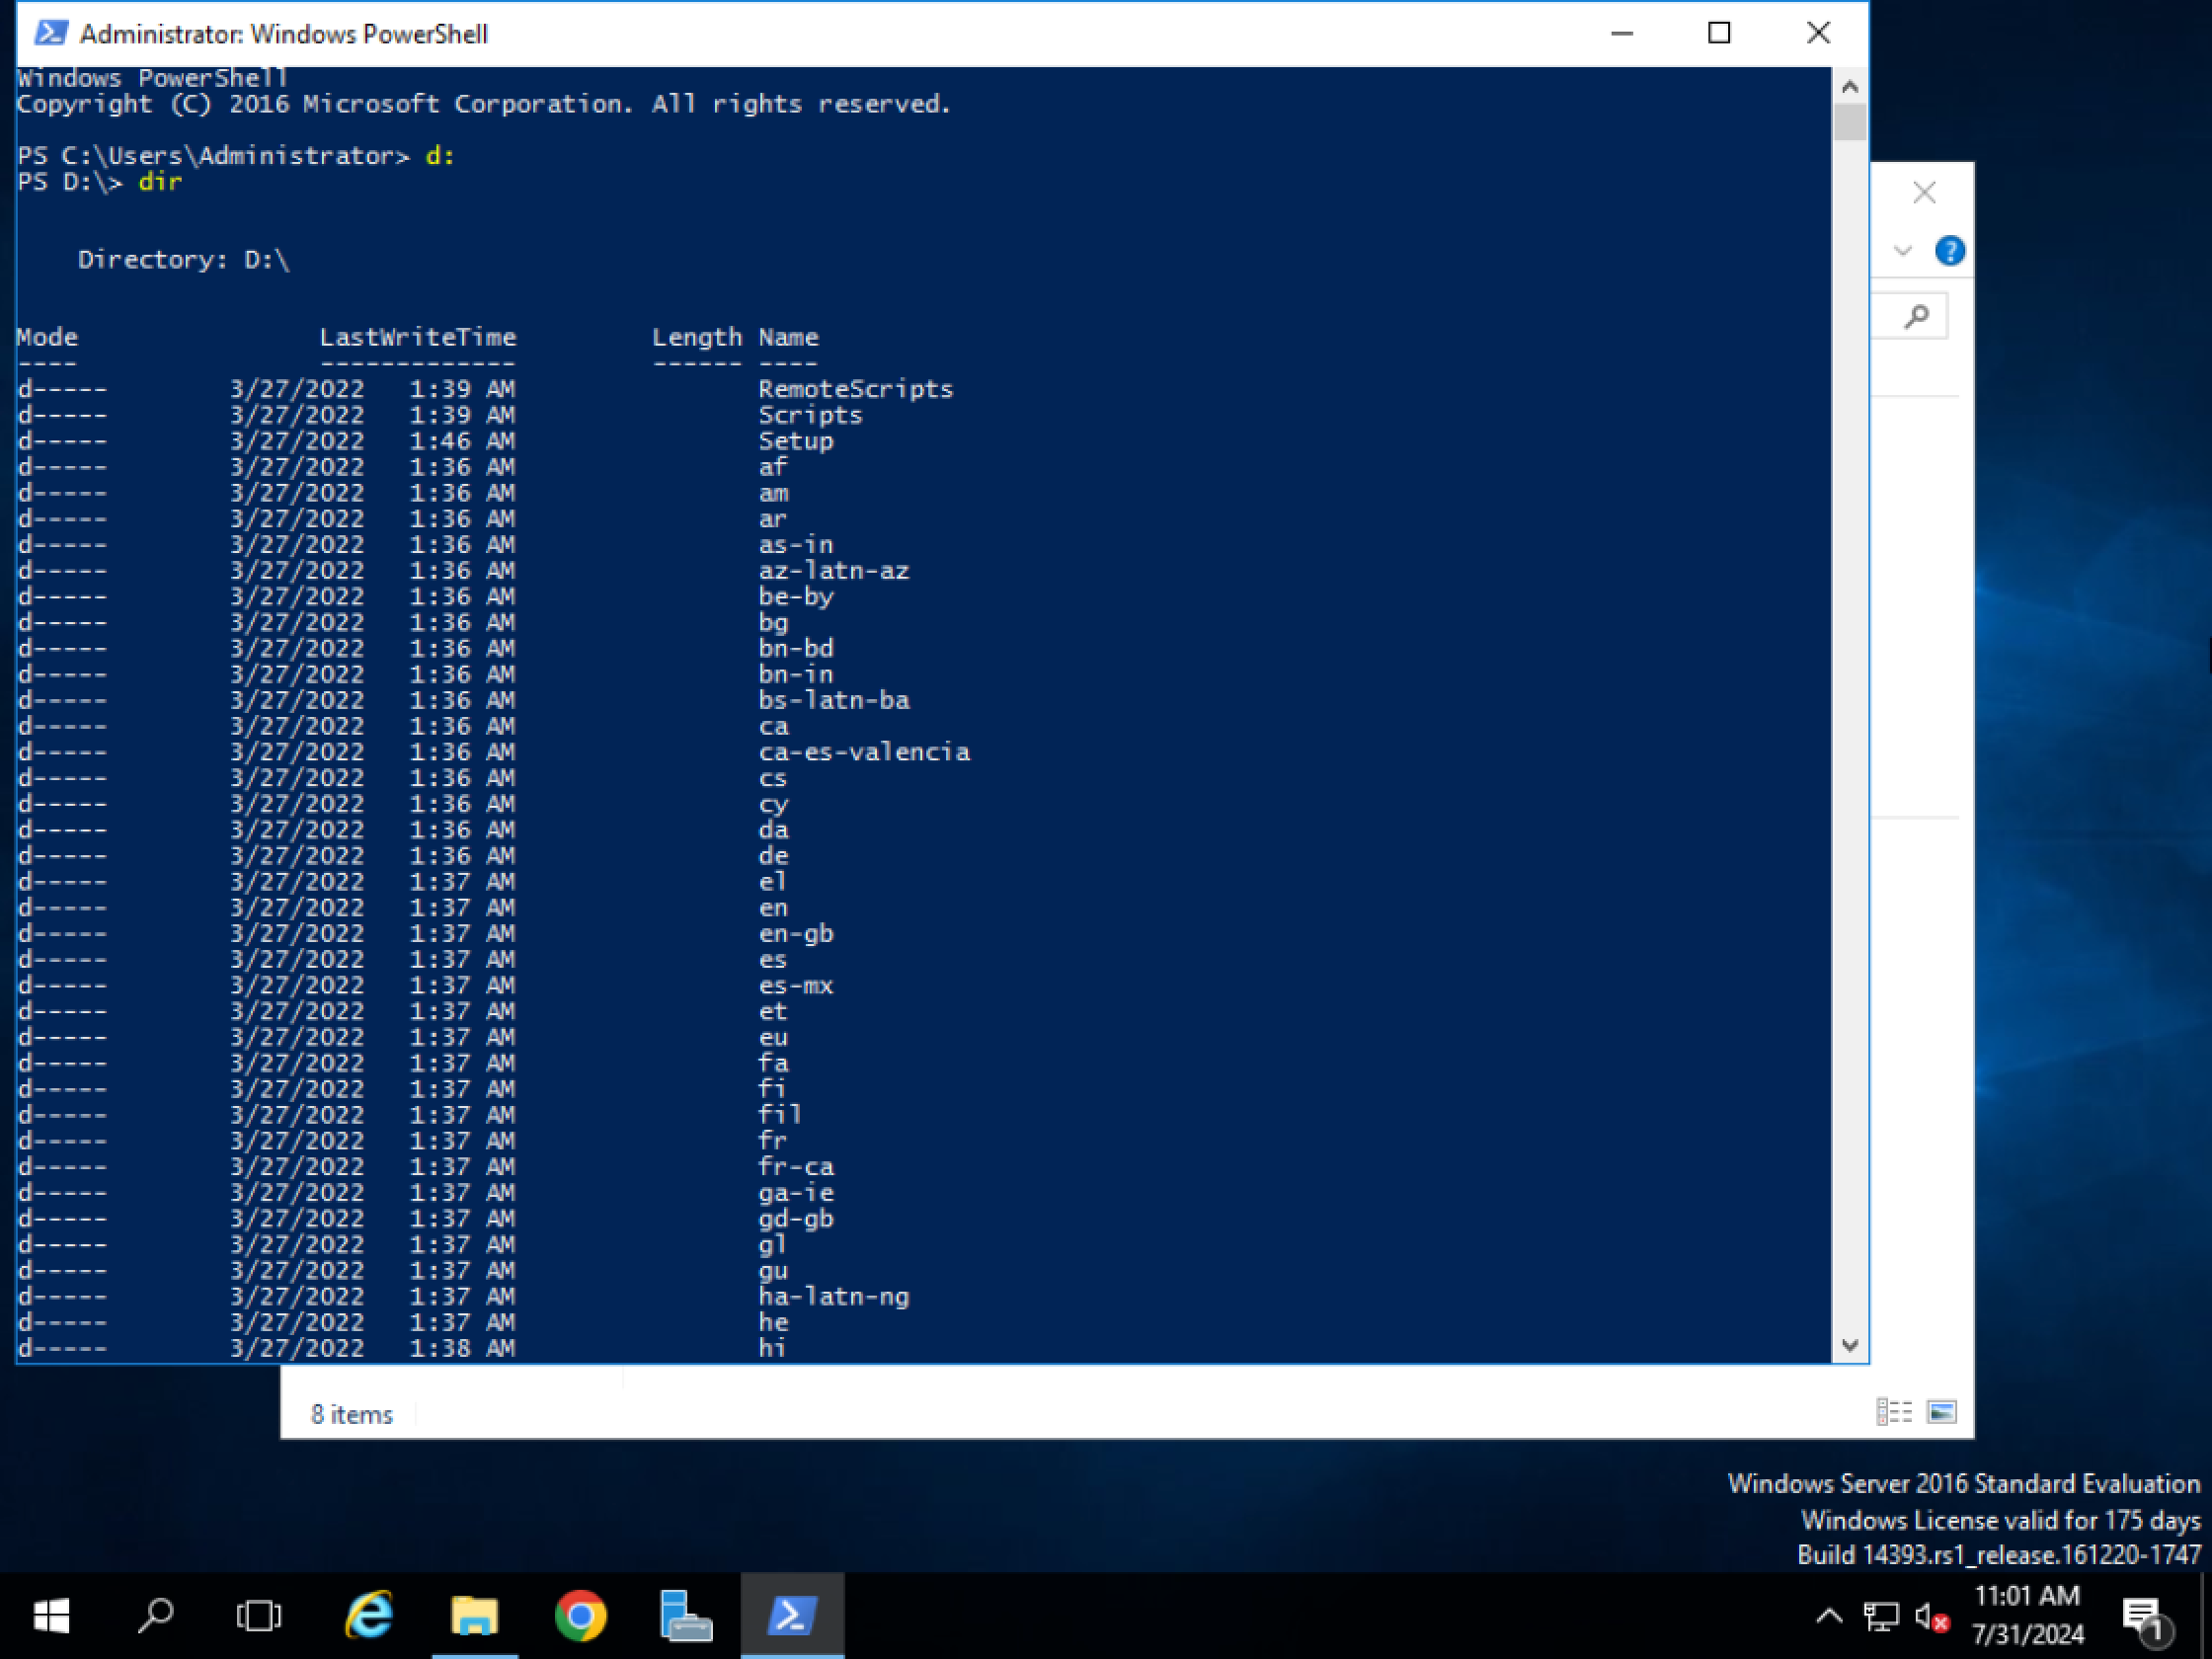 Administrator: Windows PowerShell
Windows PowerShell
Copyright (C) 2016 Microsoft Corporation. All rights reserved.
PS C:\Users\Administrator> d:
PS D:\> dir
Directory: D:\
Mode LastWriteTime Length Name
---- ------------- ------ ----
d----- 3/27/2022 1:39 AM RemoteScripts
d----- 3/27/2022 1:39 AM Scripts
d----- 3/27/2022 1:46 AM Setup
d----- 3/27/2022 1:36 AM af
d----- 3/27/2022 1:36 AM am
d----- 3/27/2022 1:36 AM ar
d----- 3/27/2022 1:36 AM as-in
d----- 3/27/2022 1:36 AM az-latn-az
d----- 3/27/2022 1:36 AM be-by
d----- 3/27/2022 1:36 AM bg
d----- 3/27/2022 1:36 AM bn-bd
d----- 3/27/2022 1:36 AM bn-in
d----- 3/27/2022 1:36 AM bs-latn-ba
d----- 3/27/2022 1:36 AM ca
d----- 3/27/2022 1:36 AM ca-es-valencia
d----- 3/27/2022 1:36 AM cs
d----- 3/27/2022 1:36 AM cy
d----- 3/27/2022 1:36 AM da
d----- 3/27/2022 1:36 AM de
d----- 3/27/2022 1:37 AM el
d----- 3/27/2022 1:37 AM en
d----- 3/27/2022 1:37 AM en-gb
d----- 3/27/2022 1:37 AM es
d----- 3/27/2022 1:37 AM es-mx
d----- 3/27/2022 1:37 AM et
d----- 3/27/2022 1:37 AM eu
d----- 3/27/2022 1:37 AM fa
d----- 3/27/2022 1:37 AM fi
d----- 3/27/2022 1:37 AM fil
d----- 3/27/2022 1:37 AM fr
d----- 3/27/2022 1:37 AM fr-ca
d----- 3/27/2022 1:37 AM ga-ie
d----- 3/27/2022 1:37 AM gd-gb
d----- 3/27/2022 1:37 AM gl
d----- 3/27/2022 1:37 AM gu
d----- 3/27/2022 1:37 AM ha-latn-ng
d----- 3/27/2022 1:37 AM he
d----- 3/27/2022 1:38 AM hi
8 items
Windows Server 2016 Standard Evaluation
Windows License valid for 175 days
Build 14393.rs1_release.161220-1747
11:01 AM
7/31/2024
1